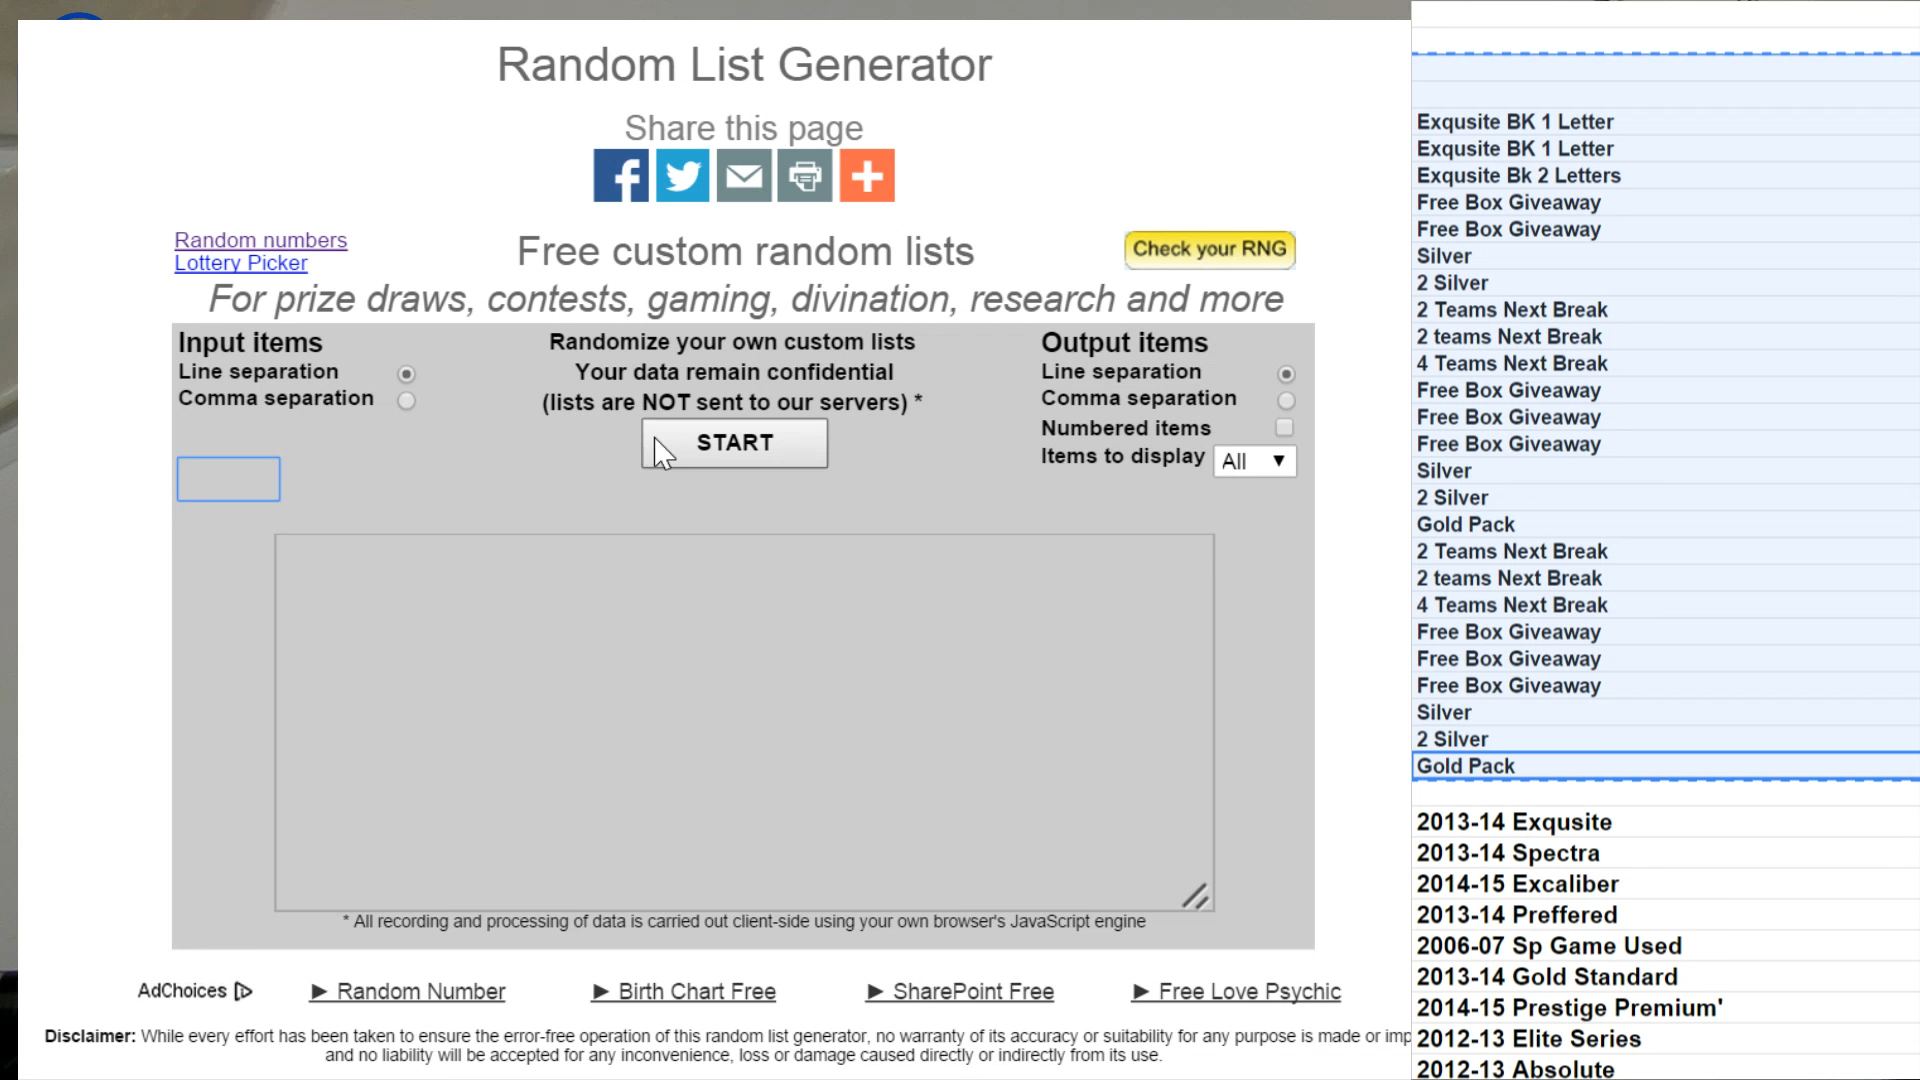 Random List Generator
Share this page
Random numbers
Lottery Picker
Free custom random lists
Check your RNG
For prize draws, contests, gaming, divination, research and more
Input items
Line separation
Comma separation
Randomize your own custom lists
Your data remain confidential
(lists are NOT sent to our servers) *
START
Output items
Line separation
Comma separation
Numbered items
Items to display All
* All recording and processing of data is carried out client-side using your own browser's JavaScript engine
AdChoices
Random Number
Birth Chart Free
SharePoint Free
Free Love Psychic
Disclaimer: While every effort has been taken to ensure the error-free operation of this random list generator, no warranty of its accuracy or suitability for any purpose is made or imp
and no liability will be accepted for any inconvenience, loss or damage caused directly or indirectly from its use.
Exqusite BK 1 Letter
Exqusite BK 1 Letter
Exqusite Bk 2 Letters
Free Box Giveaway
Free Box Giveaway
Silver
2 Silver
2 Teams Next Break
2 teams Next Break
4 Teams Next Break
Free Box Giveaway
Free Box Giveaway
Free Box Giveaway
Silver
2 Silver
Gold Pack
2 Teams Next Break
2 teams Next Break
4 Teams Next Break
Free Box Giveaway
Free Box Giveaway
Free Box Giveaway
Silver
2 Silver
Gold Pack
2013-14 Exqusite
2013-14 Spectra
2014-15 Excaliber
2013-14 Preffered
2006-07 Sp Game Used
2013-14 Gold Standard
2014-15 Prestige Premium'
2012-13 Elite Series
2012-13 Absolute